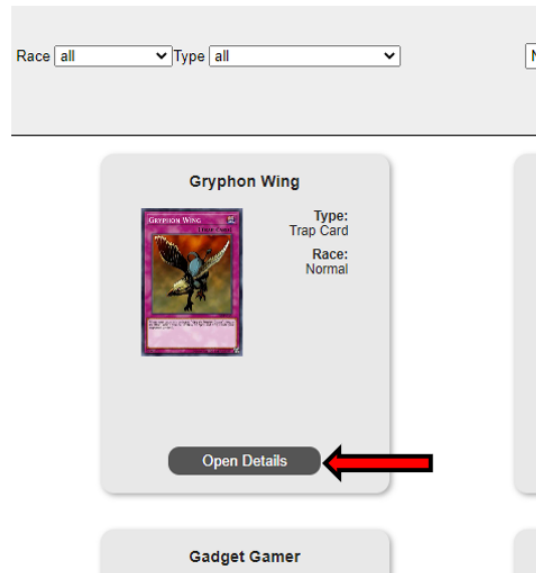 Race all Type all
Gryphon Wing
GRYPHON WING
Type:
Trap Card
Race:
Normal
Open Details
Gadget Gamer